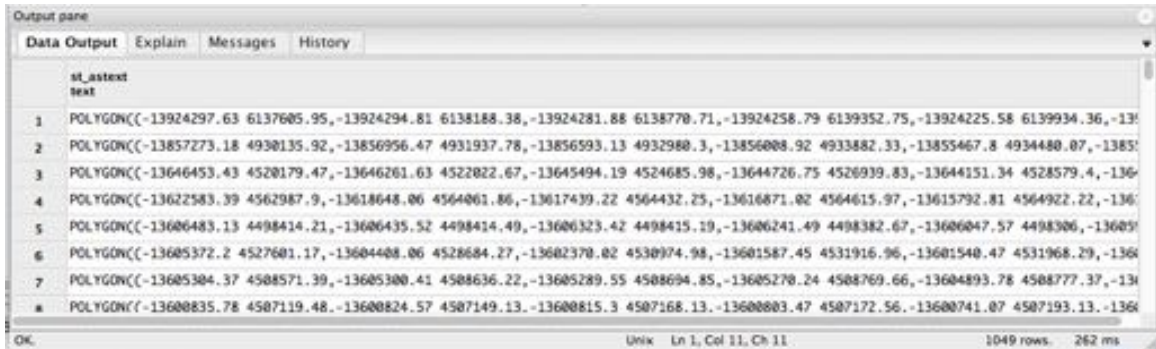 Output pane
Data Output Explain Messages History
st_astext
text
1 POLYGON((-13924297.63 6137605.95,-13924294.81 6138188.38,-13924281.88 6138770.71,-13924258.79 6139352.75,-13924225.58 6139934.36,-139
2 POLYGON((-13857273.18 4930135.92,-13856956.47 4931937.78,-13856593.13 4932980.3,-13856008.92 4933882.33,-13855467.8 4934480.07,-1385
3 POLYGON((-13646453.43 4520179.47,-13646261.63 4522022.67,-13645494.19 4524685.98,-13644726.75 4526939.83,-13644151.34 4528579.4,-136
4 POLYGON((-13622583.39 4562987.9,-13618648.06 4564061.86,-13617439.22 4564432.25,-13616871.02 4564615.97,-13615792.81 4564922.22,-136
5 POLYGON((-13606483.13 4498414.21,-13606435.52 4498414.49,-13606323.42 4498415.19,-13606241.49 4498382.67,-13606047.57 4498306,-13605
6 POLYGON((-13605372.2 4527601.17,-13604408.06 4528684.27,-13602370.02 4530974.98,-13601587.45 4531916.96,-13601540.47 4531968.29,-136
7 POLYGON((-13605304.37 4508571.39,-13605300.41 4508636.22,-13605289.55 4508694.85,-13605270.24 4508769.66,-13604893.78 4508777.37,-13
8 POLYGON((-13600835.78 4507119.48,-13600824.57 4507149.13,-13600815.3 4507168.13,-13600803.47 4507172.56,-13600741.07 4507193.13,-136
OK. Unix Ln 1, Col 11, Ch 11 1049 rows. 262 ms